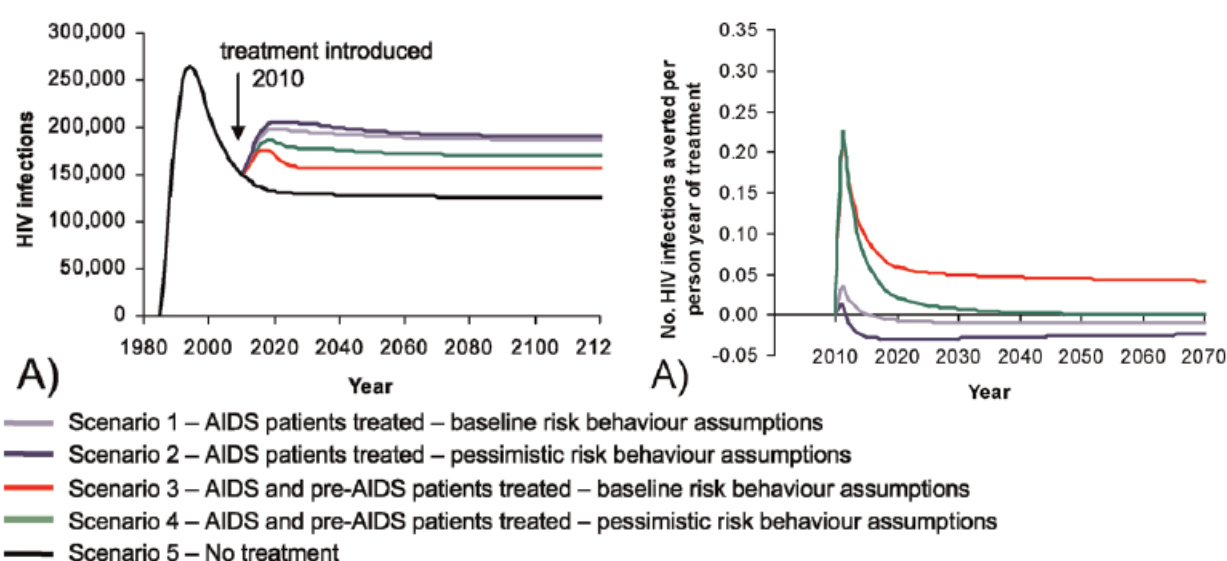 300,000
250,000
200,000
150,000
100,000
50,000
0
HIV infections
treatment introduced
2010
1980 2000 2020 2040 2060 2080 2100 212
Year
A)
0.35
0.30
0.25
0.20
0.15
0.10
0.05
0.00
-0.05
No. HIV infections averted per
person year of treatment
2010 2020 2030 2040 2050 2060 2070
Year
A)
Scenario 1 – AIDS patients treated – baseline risk behaviour assumptions
Scenario 2 – AIDS patients treated – pessimistic risk behaviour assumptions
Scenario 3 – AIDS and pre-AIDS patients treated – baseline risk behaviour assumptions
Scenario 4 – AIDS and pre-AIDS patients treated – pessimistic risk behaviour assumptions
Scenario 5 – No treatment